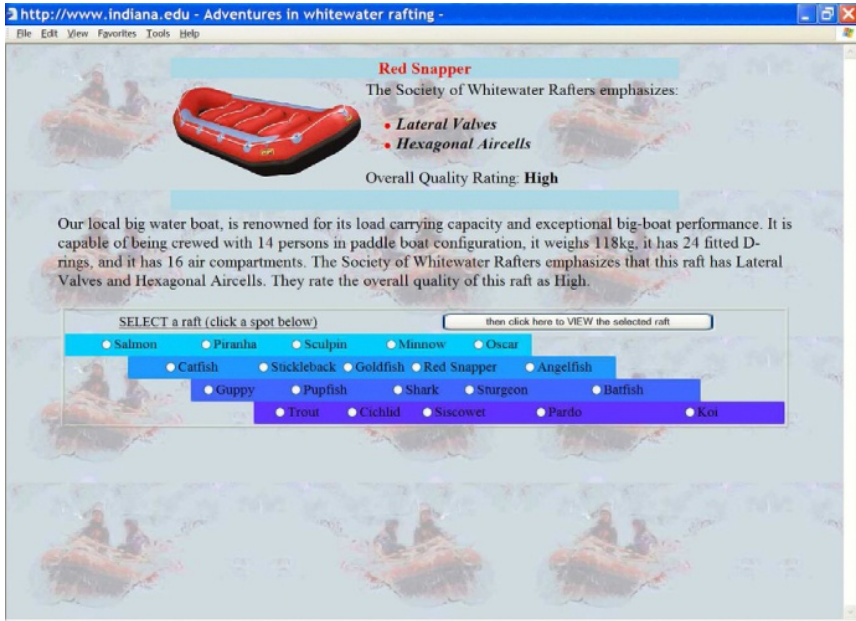 http://www.indiana.edu - Adventures in whitewater rafting -
File Edit View Favorites Tools Help
Red Snapper
The Society of Whitewater Rafters emphasizes:
• Lateral Valves
• Hexagonal Aircells
Overall Quality Rating: High
Our local big water boat, is renowned for its load carrying capacity and exceptional big-boat performance. It is
capable of being crewed with 14 persons in paddle boat configuration, it weighs 118kg, it has 24 fitted D-
rings, and it has 16 air compartments. The Society of Whitewater Rafters emphasizes that this raft has Lateral
Valves and Hexagonal Aircells. They rate the overall quality of this raft as High.
SELECT a raft (click a spot below) then click here to VIEW the selected raft
Salmon Piranha Sculpin Minnow Oscar
Catfish Stickleback Goldfish Red Snapper Angelfish
Guppy Pupfish Shark Sturgeon Batfish
Trout Cichlid Siscowet Pardo Koi